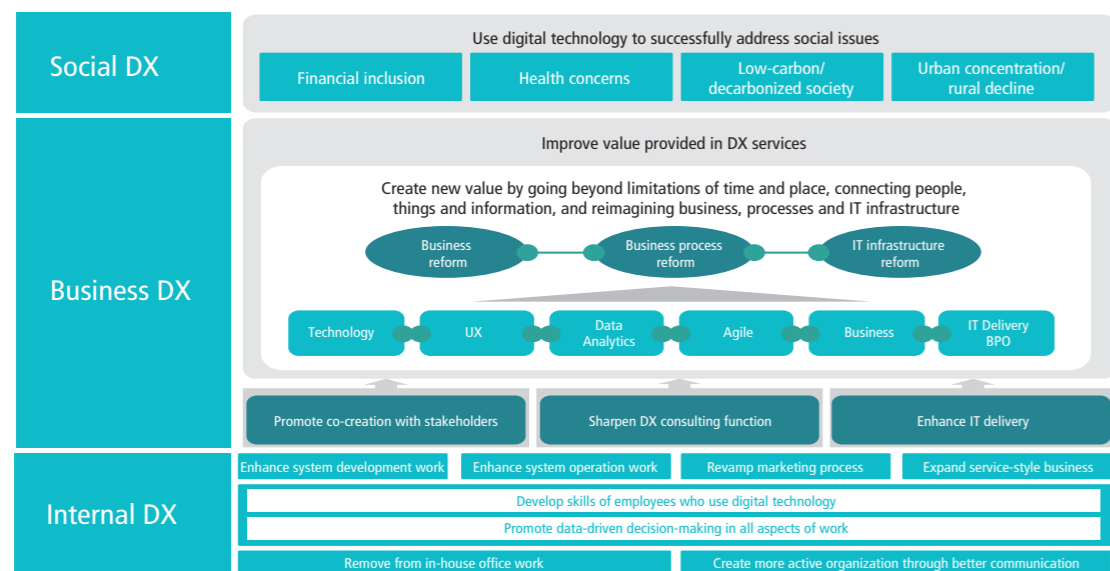 Social DX
Use digital technology to successfully address social issues
Financial inclusion
Health concerns
Low-carbon/
decarbonized society
Urban concentration/
rural decline
Business DX
Improve value provided in DX services
Create new value by going beyond limitations of time and place, connecting people,
things and information, and reimagining business, processes and IT infrastructure
Business
reform
Business process
reform
IT infrastructure
reform
Technology
UX
Data
Analytics
Agile
Business
IT Delivery
BPO
Promote co-creation with stakeholders
Sharpen DX consulting function
Enhance IT delivery
Internal DX
Enhance system development work
Enhance system operation work
Revamp marketing process
Expand service-style business
Develop skills of employees who use digital technology
Promote data-driven decision-making in all aspects of work
Remove from in-house office work
Create more active organization through better communication